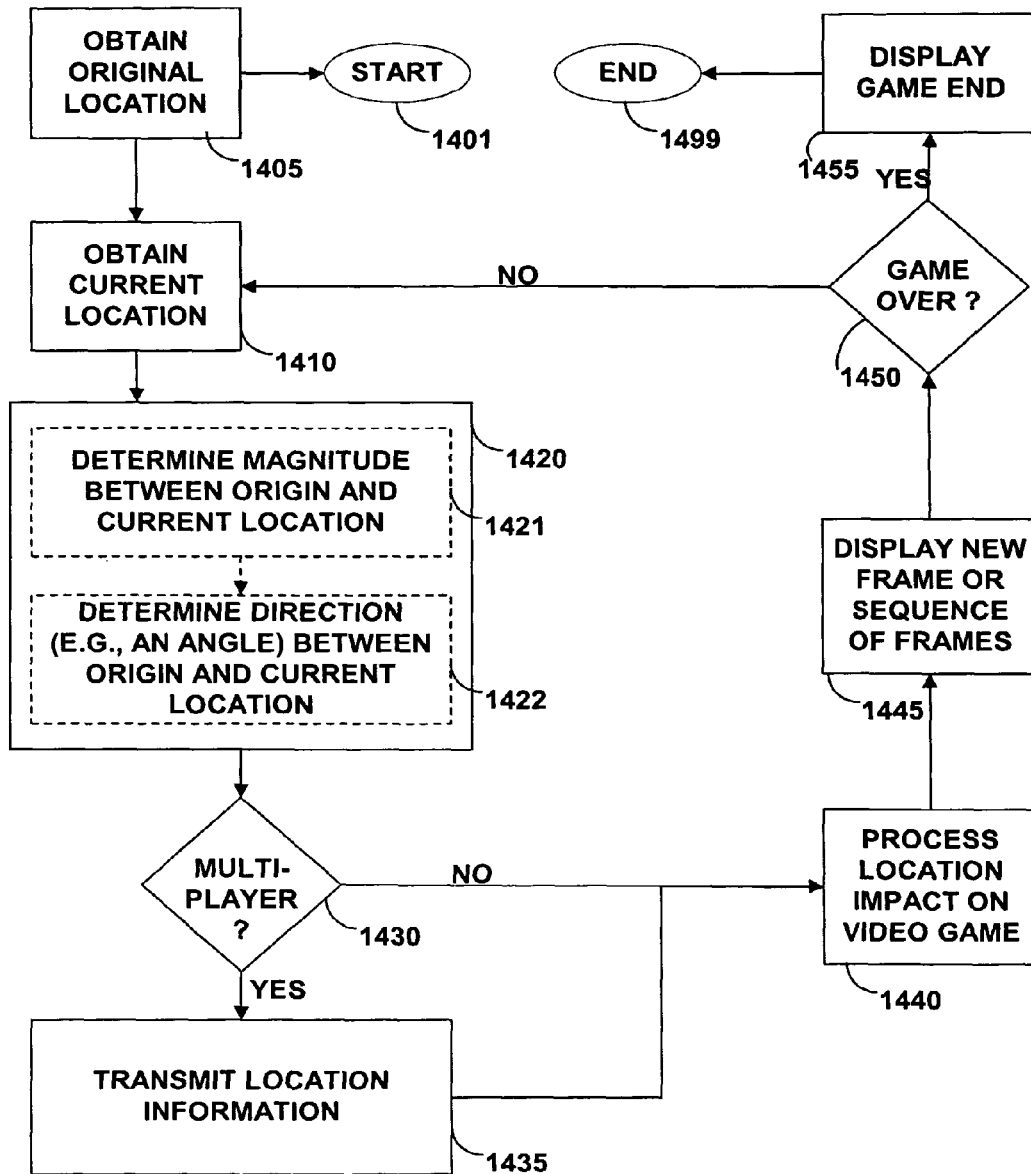 OBTAIN
ORIGINAL
LOCATION
1405
START
1401
END
1499
DISPLAY
GAME END
1455
YES
OBTAIN
CURRENT
LOCATION
1410
NO
GAME
OVER ?
1450
1420
DETERMINE MAGNITUDE
BETWEEN ORIGIN AND
CURRENT LOCATION
1421
DETERMINE DIRECTION
(E.G., AN ANGLE) BETWEEN
ORIGIN AND CURRENT
LOCATION
1422
DISPLAY NEW
FRAME OR
SEQUENCE
OF FRAMES
1445
MULTI-
PLAYER
?
1430
NO
YES
PROCESS
LOCATION
IMPACT ON
VIDEO GAME
1440
TRANSMIT LOCATION
INFORMATION
1435